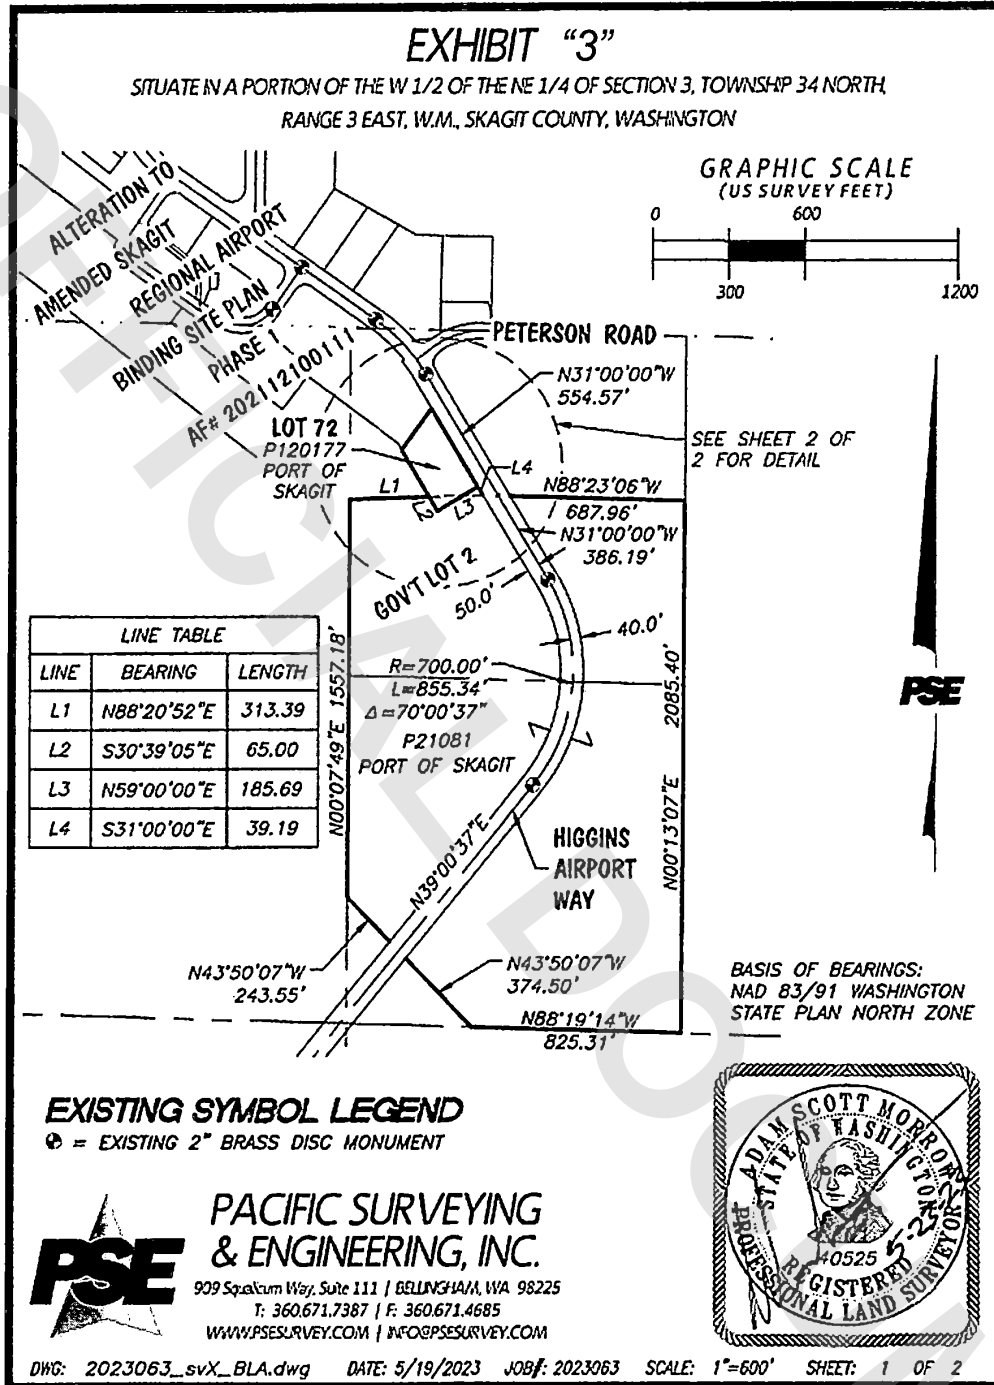 EXHIBIT “3”
SITUATE IN A PORTION OF THE W 1/2 OF THE NE 1/4 OF SECTION 3, TOWNSHIP 34 NORTH,
RANGE 3 EAST, W.M., SKAGIT COUNTY, WASHINGTON
GRAPHIC SCALE
(US SURVEY FEET)
0 600
300 1200
ALTERATION TO
AMENDED SKAGIT
REGIONAL AIRPORT
BINDING SITE PLAN
PHASE 1
AF# 202112100111
PETERSON ROAD
N31°00'00"W
554.57'
LOT 72
P120177
PORT OF
SKAGIT
SEE SHEET 2 OF
2 FOR DETAIL
L1
L2
L3
L4
N88°23'06"W
687.96'
N31°00'00"W
386.19'
GOV'T LOT 2
50.0'
40.0'
LINE TABLE
LINE BEARING LENGTH
L1 N88°20'52"E 313.39
L2 S30°39'05"E 65.00
L3 N59°00'00"E 185.69
L4 S31°00'00"E 39.19
N00°07'49"E 1557.18'
R=700.00'
L=855.34'
Δ=70°00'37"
P21081
PORT OF SKAGIT
N00°13'07"E 2085.40'
PSE
N39°00'37"E
HIGGINS
AIRPORT
WAY
N43°50'07"W
243.55'
N43°50'07"W
374.50'
N88°19'14"W
825.31'
BASIS OF BEARINGS:
NAD 83/91 WASHINGTON
STATE PLAN NORTH ZONE
EXISTING SYMBOL LEGEND
= EXISTING 2" BRASS DISC MONUMENT
PSE
PACIFIC SURVEYING
& ENGINEERING, INC.
909 Squalicum Way, Suite 111 | BELLINGHAM, WA 98225
T: 360.671.7387 | F: 360.671.4685
WWW.PSESURVEY.COM | INFO@PSESURVEY.COM
ADAM SCOTT MORROW
STATE OF WASHINGTON
40525
REGISTERED
PROFESSIONAL LAND SURVEYOR
DWG: 2023063_svX_BLA.dwg DATE: 5/19/2023 JOB#: 2023063 SCALE: 1"=600' SHEET: 1 OF 2